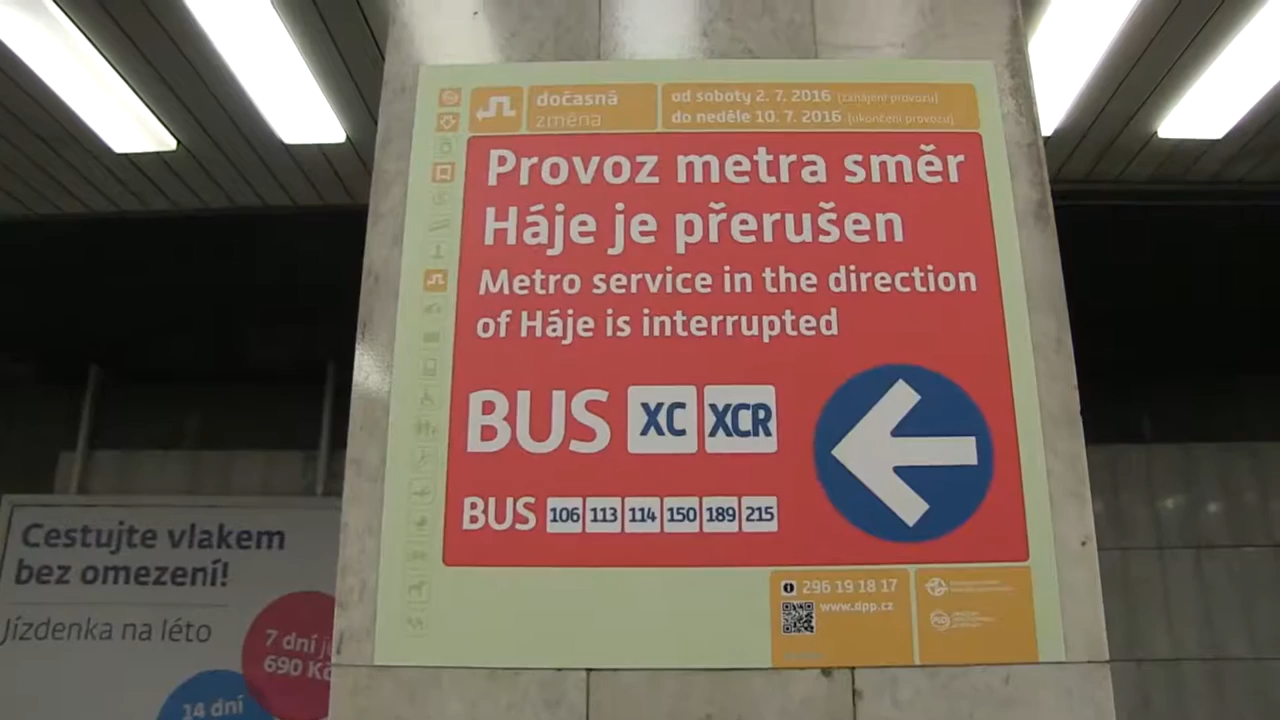 dočasná
změna
od soboty 2. 7. 2016 (zahájení provozu)
do neděle 10. 7. 2016 (ukončení provozu)
Provoz metra směr
Háje je přerušen
Metro service in the direction
of Háje is interrupted
BUS XC XCR
BUS 106 113 114 150 189 215
296 19 18 17
www.dpp.cz
Cestujte vlakem
bez omezení!
Jízdenka na léto
7 dní
690 Kč
14 dní